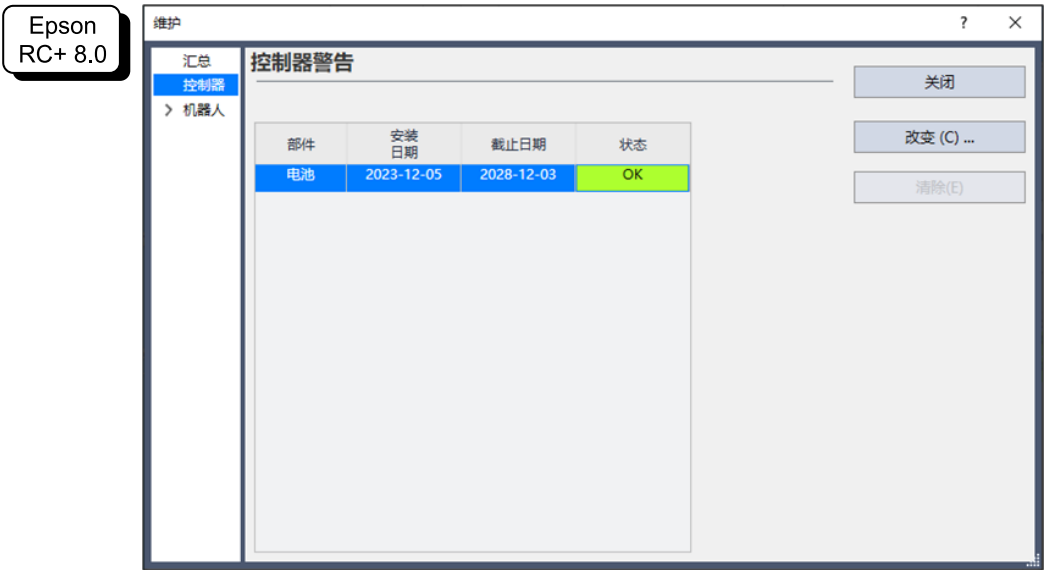 Epson
RC+ 8.0
维护
?
汇总
控制器
机器人
控制器警告
关闭
改变 (C) ...
清除(E)
部件
安装
日期
截止日期
状态
电池
2023-12-05
2028-12-03
OK